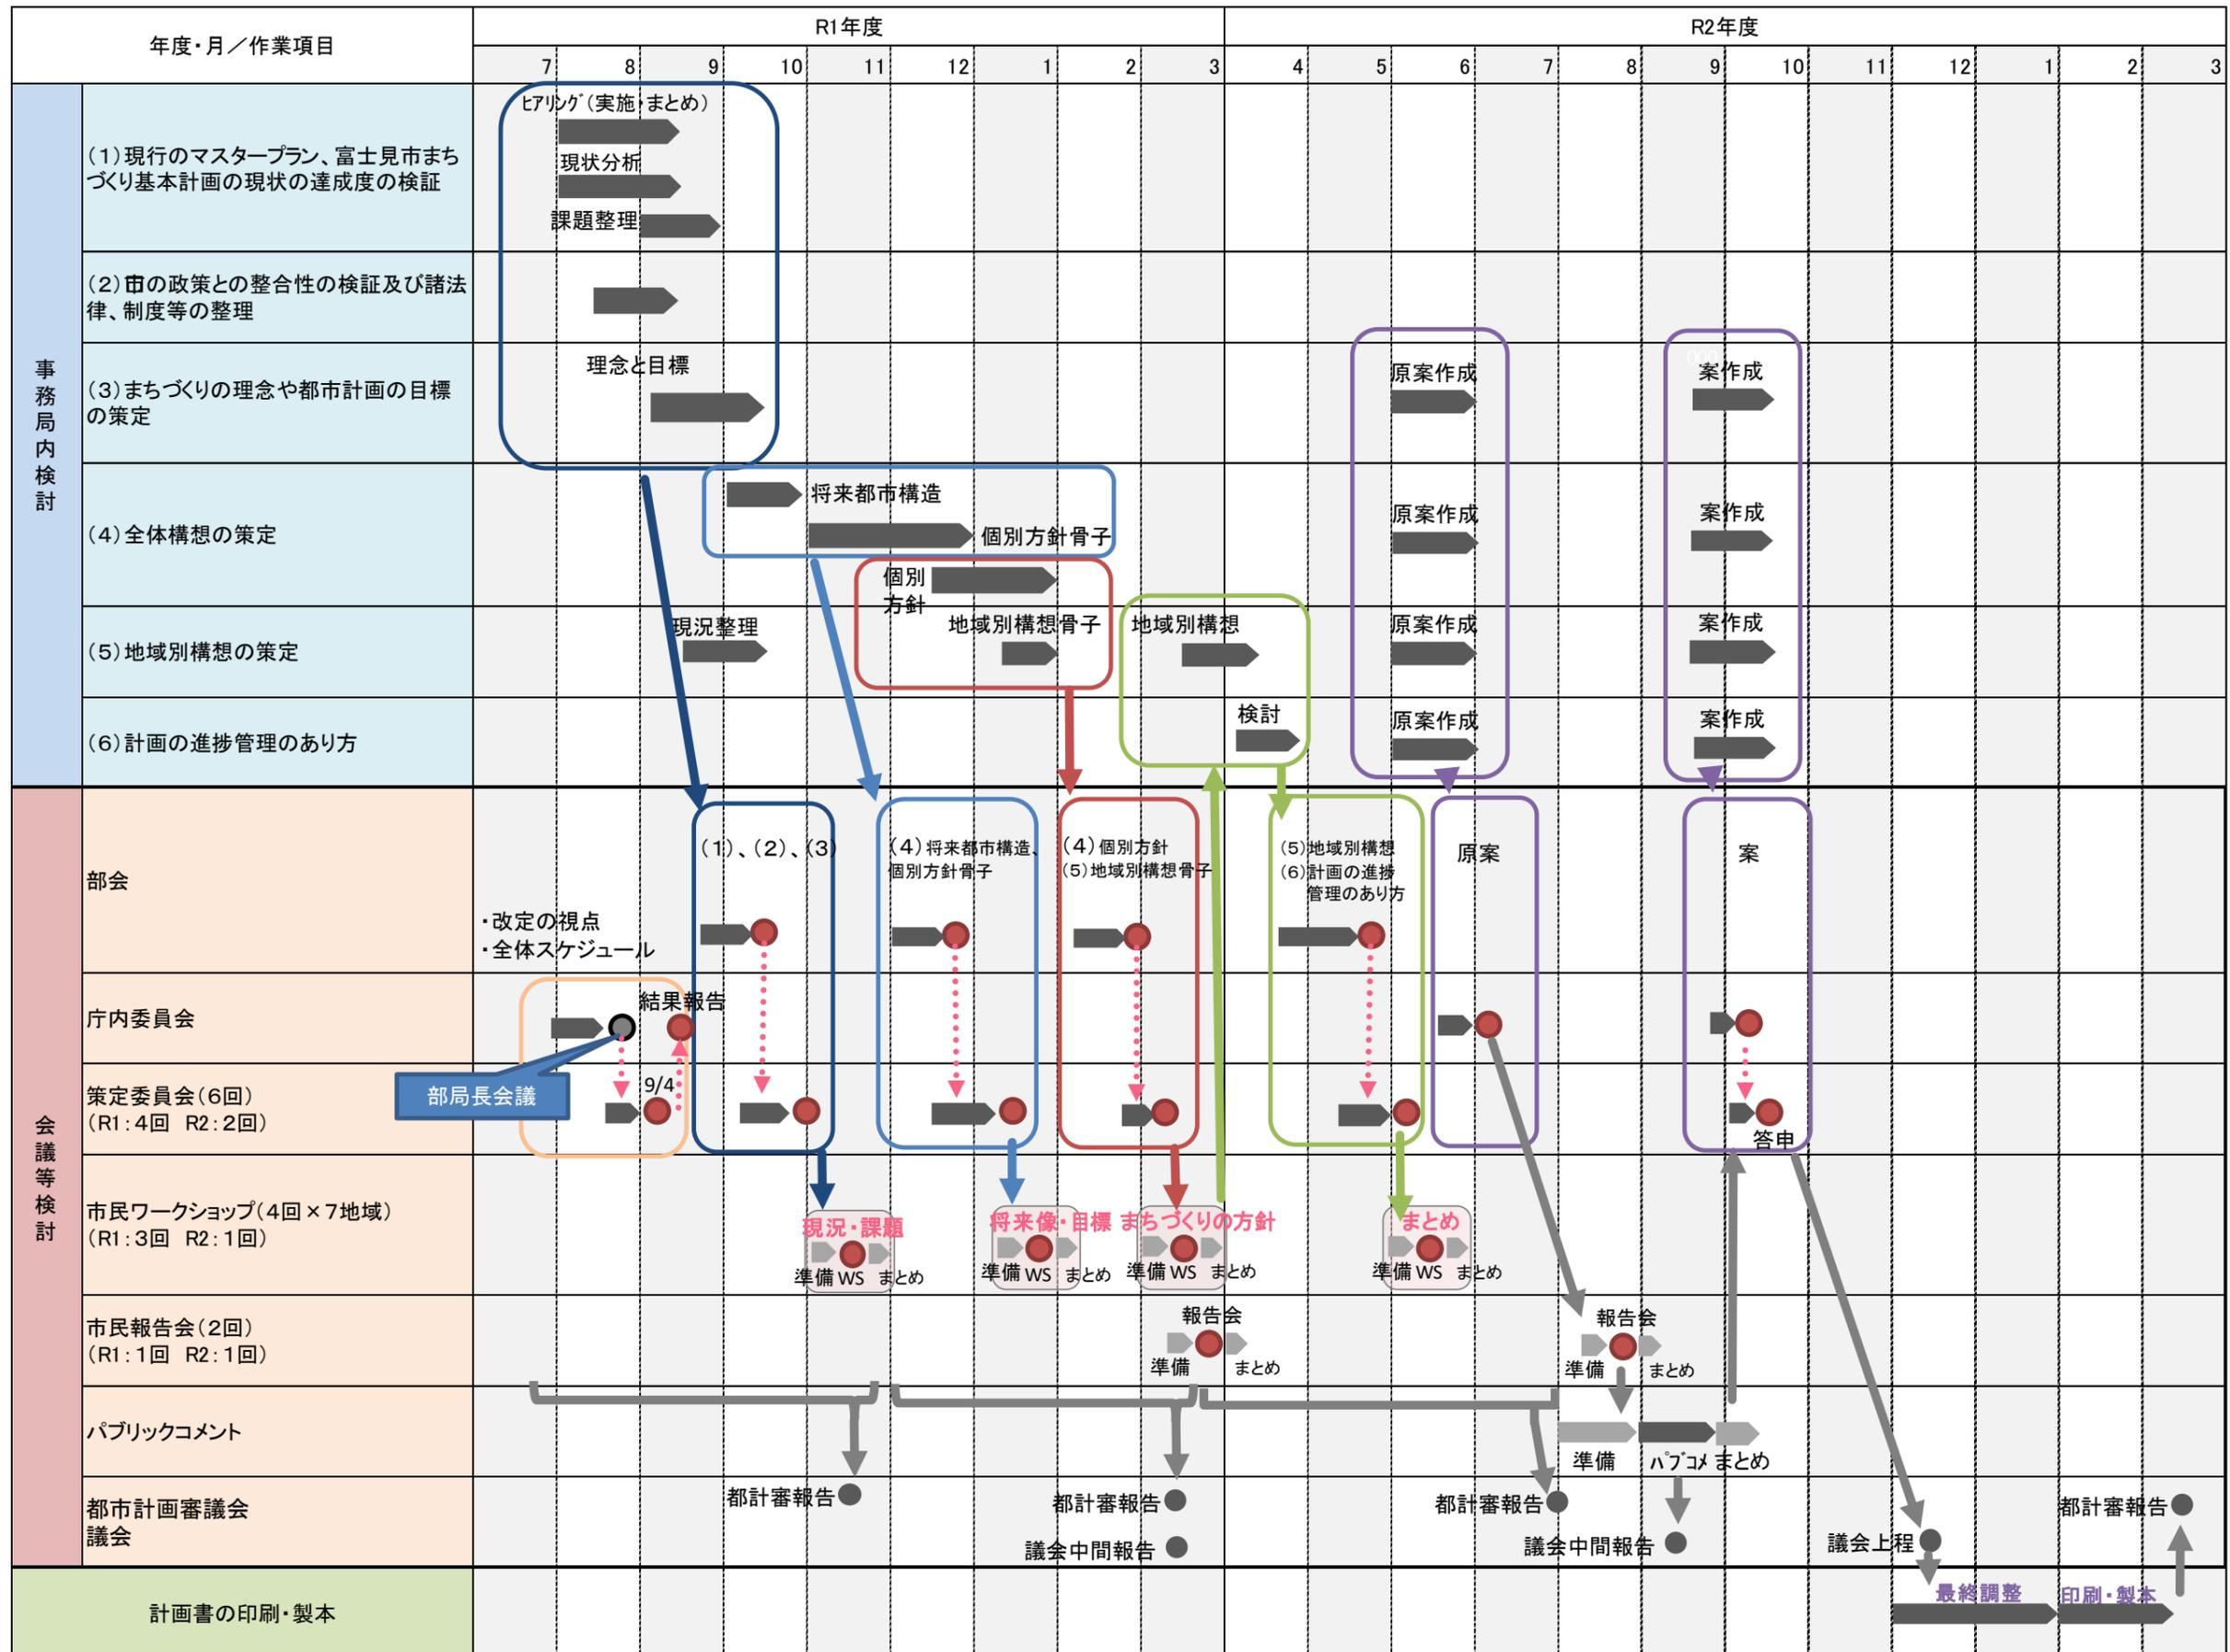 年度・月／作業項目
R1年度
R2年度
7 8 9 10 11 12 1 2 3 4 5 6 7 8 9 10 11 12 1 2 3
事務局内検討
（1）現行のマスタープラン、富士見市まち
づくり基本計画の現状の達成度の検証
ﾋｱﾘﾝｸﾞ（実施・まとめ）
現状分析
課題整理
の政策との整合性の検証及び諸法
律、制度等の整理
（3）まちづくりの理念や都市計画の目標
の策定
理念と目標
原案作成
000
案作成
（4）全体構想の策定
将来都市構造
個別方針骨子
個別
方針
原案作成
案作成
（5）地域別構想の策定
現況整理
地域別構想骨子
地域別構想
原案作成
案作成
（6）計画の進捗管理のあり方
検討
原案作成
案作成
会議等検討
部会
・改定の視点
・全体スケジュール
（1）、（2）、（3）
（4）将来都市構造、
個別方針骨子
（4）個別方針
（5）地域別構想骨子
（5）地域別構想
（6）計画の進捗
管理のあり方
原案
案
庁内委員会
結果報告
部局長会議
策定委員会（6回）
（R1：4回　R2：2回）
9/4
答申
市民ワークショップ（4回×7地域）
（R1：3回　R2：1回）
現況・課題
準備 WS まとめ
将来像・目標
準備 WS まとめ
まちづくりの方針
準備 WS まとめ
まとめ
準備 WS まとめ
市民報告会（2回）
（R1：1回　R2：1回）
報告会
準備 まとめ
報告会
準備 まとめ
パブリックコメント
準備 ﾊﾟﾌﾞｺﾒ まとめ
都市計画審議会
議会
都計審報告
都計審報告
議会中間報告
都計審報告
議会中間報告
議会上程
都計審報告
計画書の印刷・製本
最終調整
印刷・製本